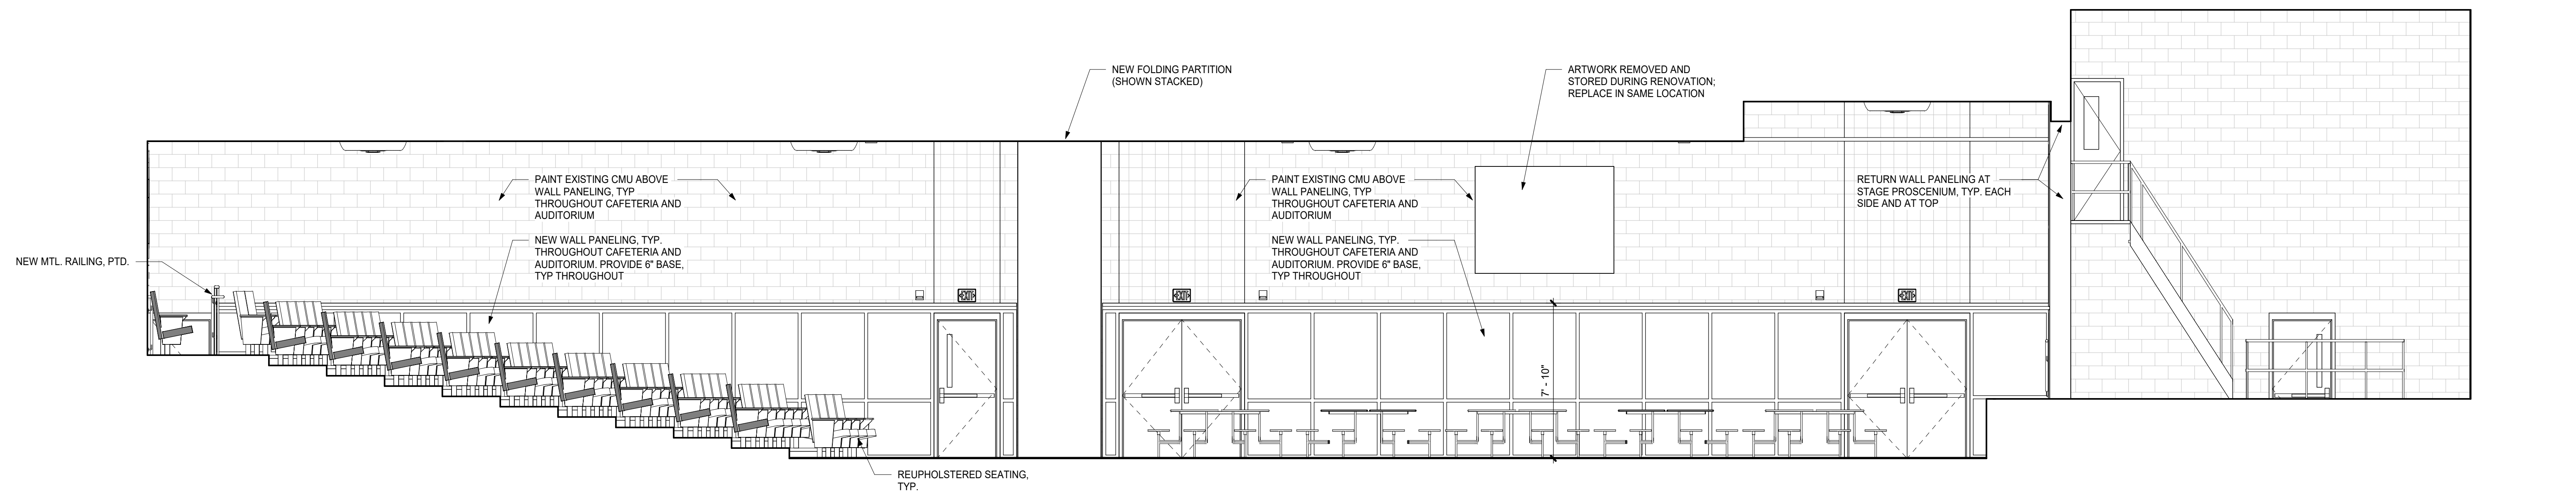 NEW FOLDING PARTITION
(SHOWN STACKED)
ARTWORK REMOVED AND
STORED DURING RENOVATION;
REPLACE IN SAME LOCATION
PAINT EXISTING CMU ABOVE
WALL PANELING, TYP
THROUGHOUT CAFETERIA AND
AUDITORIUM
PAINT EXISTING CMU ABOVE
WALL PANELING, TYP
THROUGHOUT CAFETERIA AND
AUDITORIUM
RETURN WALL PANELING AT
STAGE PROSCENIUM, TYP. EACH
SIDE AND AT TOP
NEW WALL PANELING, TYP.
THROUGHOUT CAFETERIA AND
AUDITORIUM. PROVIDE 6" BASE,
TYP THROUGHOUT
NEW WALL PANELING, TYP.
THROUGHOUT CAFETERIA AND
AUDITORIUM. PROVIDE 6" BASE,
TYP THROUGHOUT
NEW MTL. RAILING, PTD.
EXIT
EXIT
EXIT
7' - 10"
REUPHOLSTERED SEATING,
TYP.